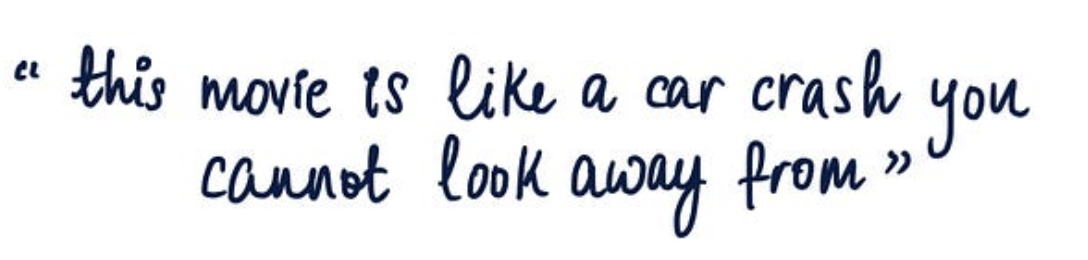 “ this movie is like a car crash you
cannot look away from ”